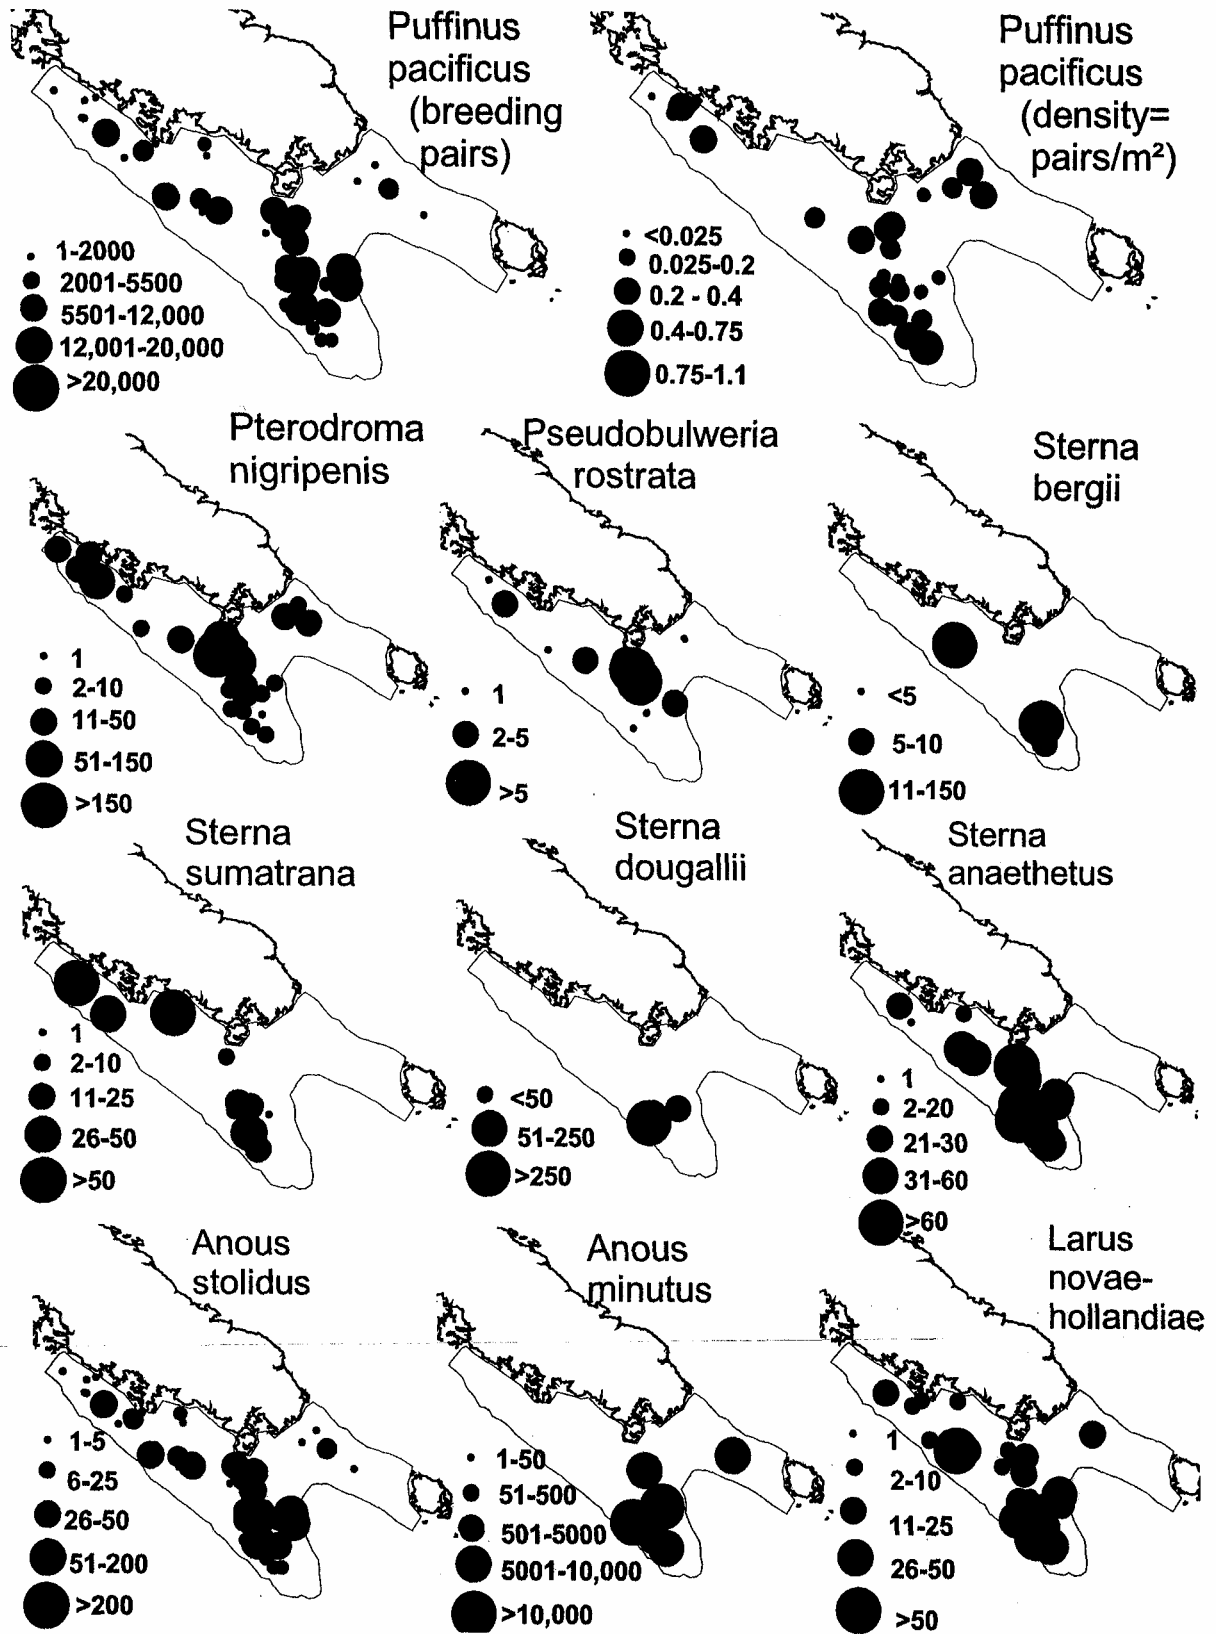 Puffinus
pacificus
(breeding
pairs)
1-2000
2001-5500
5501-12,000
12,001-20,000
>20,000
Puffinus
pacificus
(density=
pairs/m²)
<0.025
0.025-0.2
0.2 - 0.4
0.4-0.75
0.75-1.1
Pterodroma
nigripenis
1
2-10
11-50
51-150
>150
Pseudobulweria
rostrata
1
2-5
>5
Sterna
bergii
<5
5-10
11-150
Sterna
sumatrana
1
2-10
11-25
26-50
>50
Sterna
dougallii
<50
51-250
>250
Sterna
anaethetus
1
2-20
21-30
31-60
>60
Anous
stolidus
1-5
6-25
26-50
51-200
>200
Anous
minutus
1-50
51-500
501-5000
5001-10,000
>10,000
Larus
novae-
hollandiae
1
2-10
11-25
26-50
>50